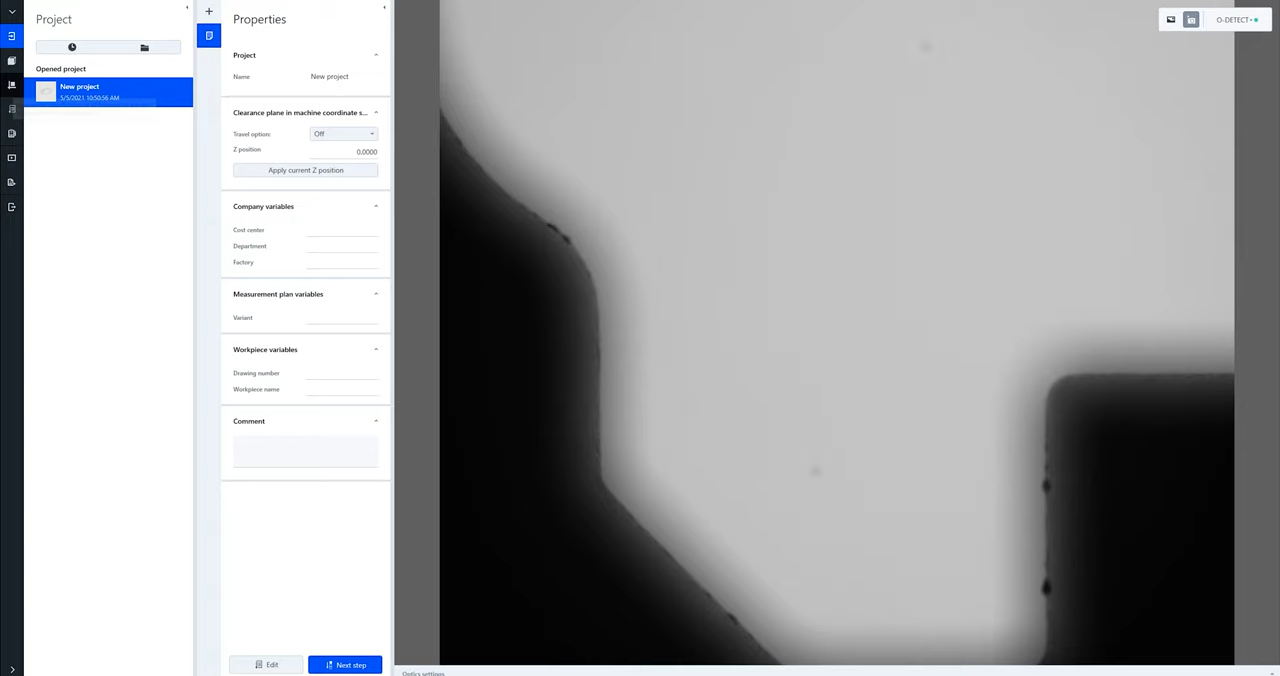 Project
Opened project
New project
5/5/2021 10:50:56 AM
Properties
Project
Name New project
Clearance plane in machine coordinate s...
Travel option: Off
Z position 0.0000
Apply current Z position
Company variables
Cost center
Department
Factory
Measurement plan variables
Variant
Workpiece variables
Drawing number
Workpiece name
Comment
Edit Next step
O-DETECT
Optics settings